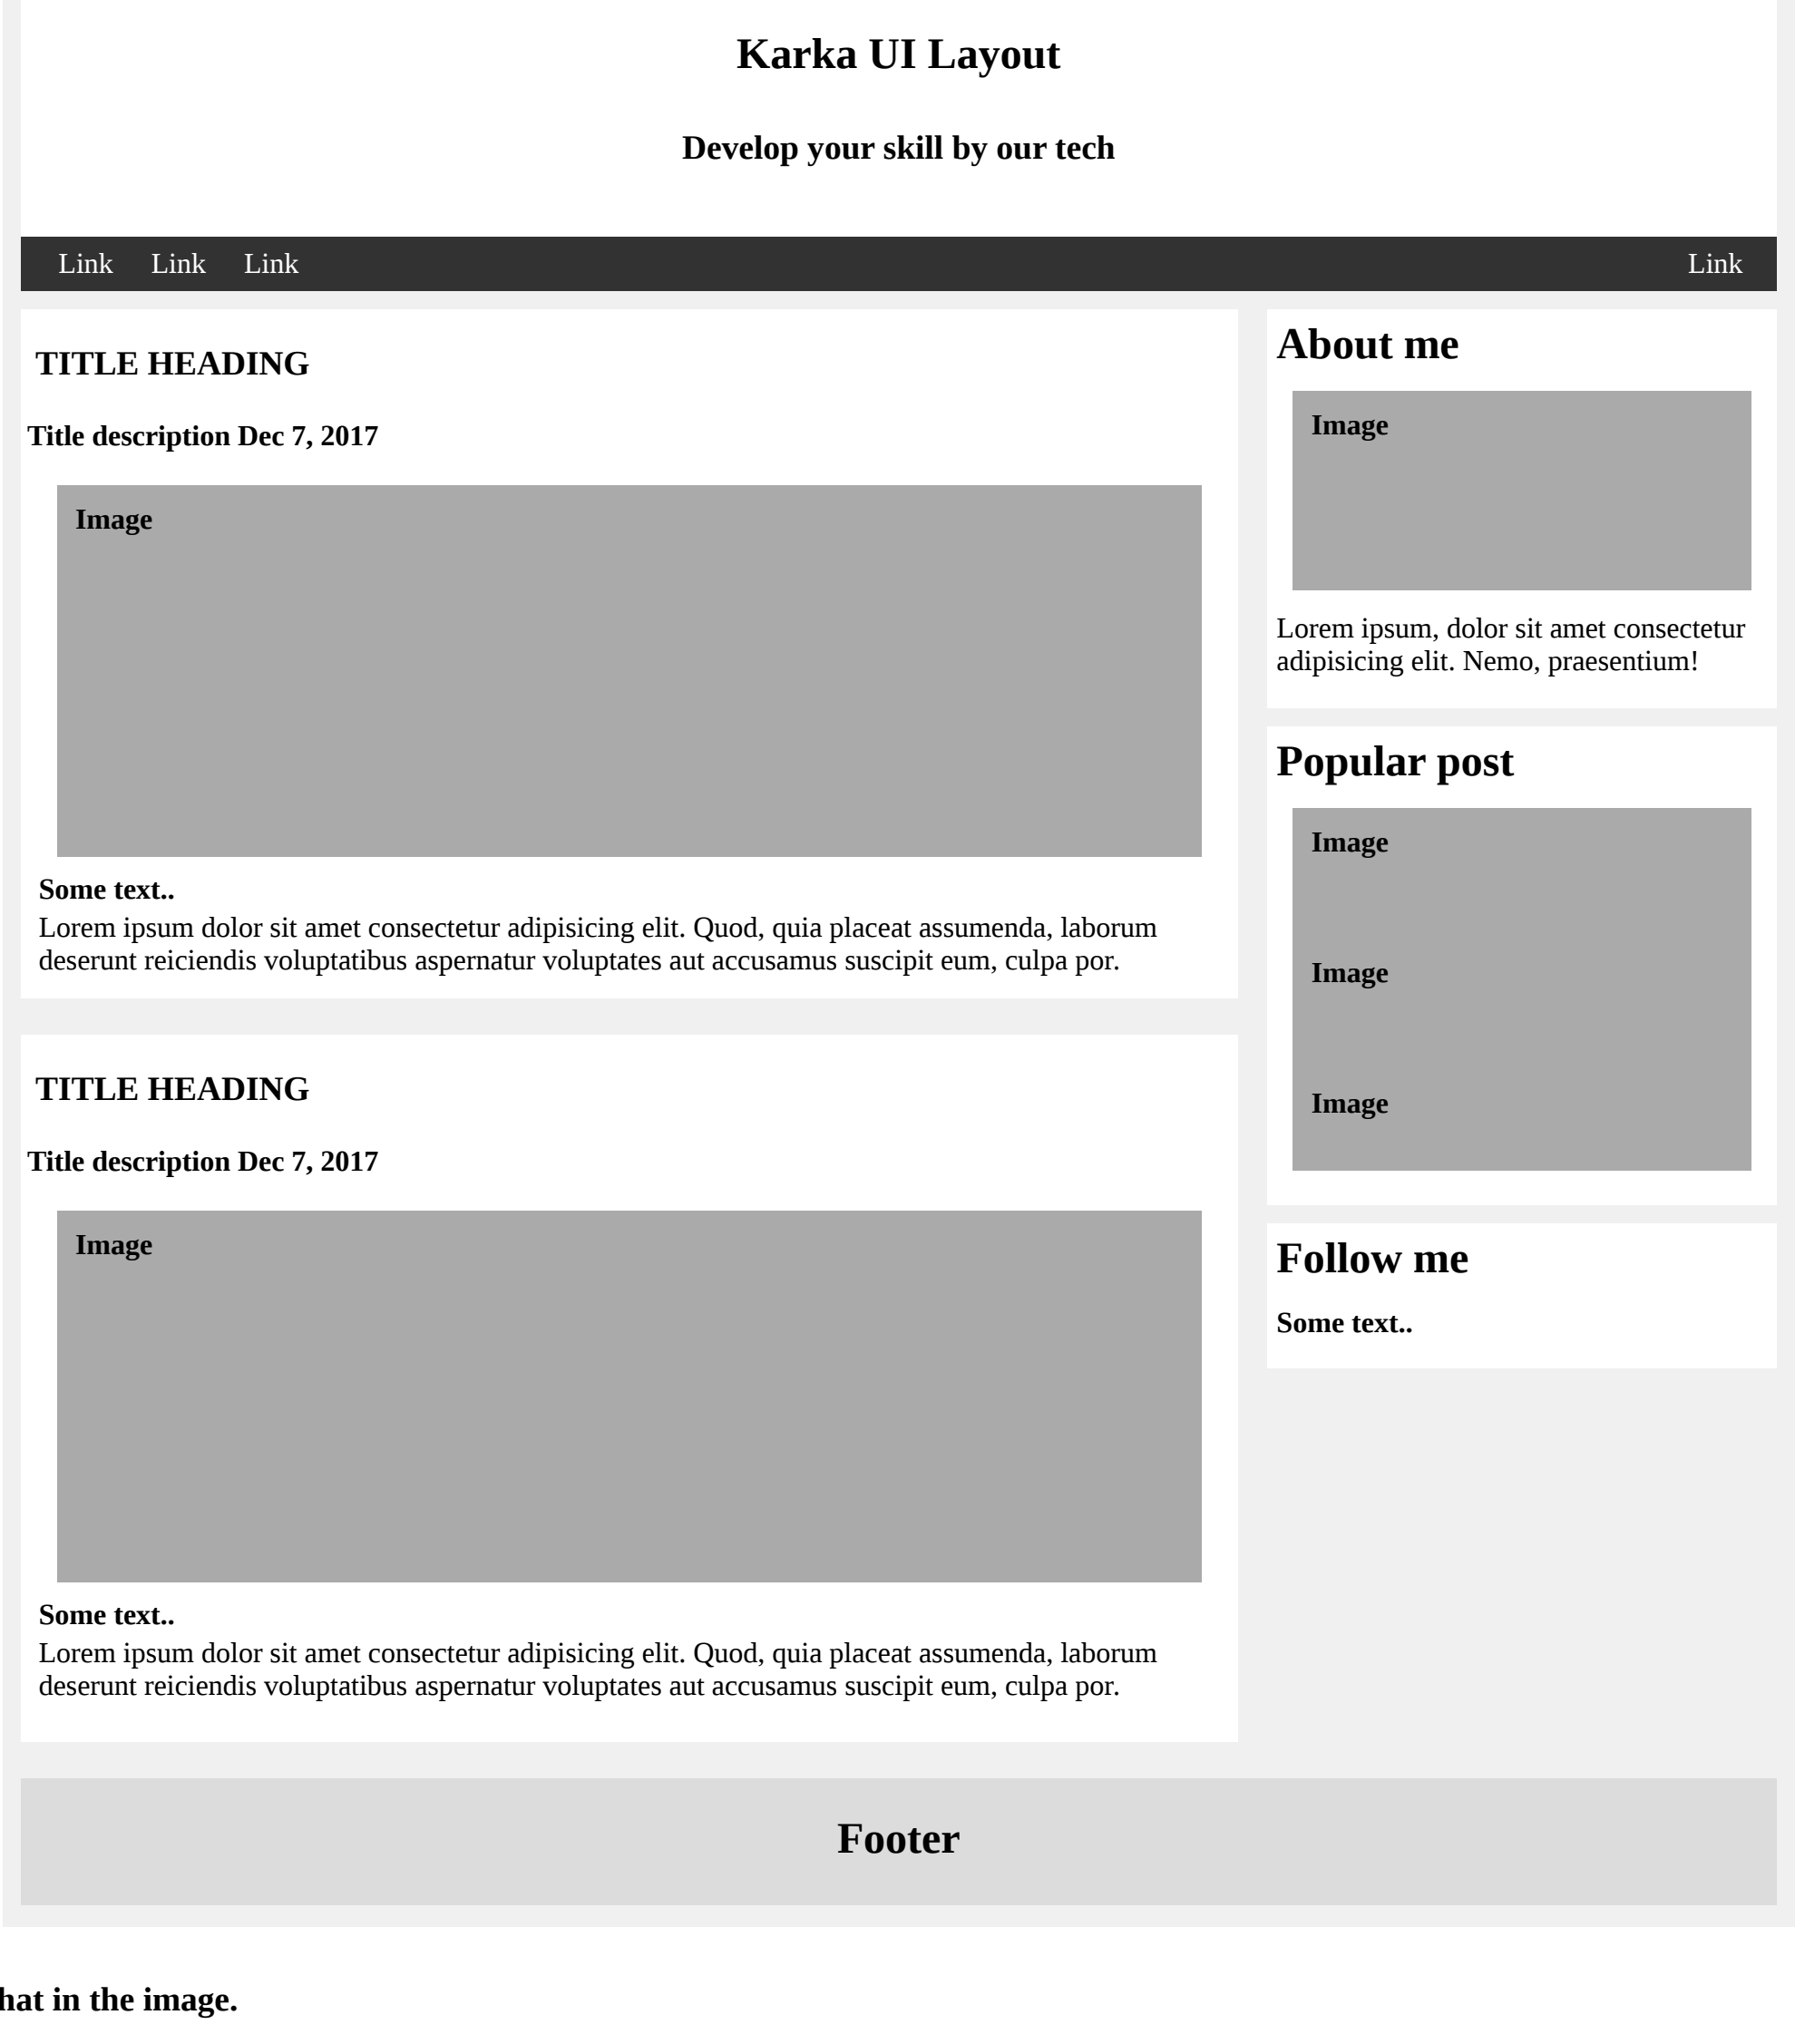 Karka UI Layout
Develop your skill by our tech
Link Link Link Link
TITLE HEADING
Title description Dec 7, 2017
Image
Some text..
Lorem ipsum dolor sit amet consectetur adipisicing elit. Quod, quia placeat assumenda, laborum
deserunt reiciendis voluptatibus aspernatur voluptates aut accusamus suscipit eum, culpa por.
TITLE HEADING
Title description Dec 7, 2017
Image
Some text..
Lorem ipsum dolor sit amet consectetur adipisicing elit. Quod, quia placeat assumenda, laborum
deserunt reiciendis voluptatibus aspernatur voluptates aut accusamus suscipit eum, culpa por.
About me
Image
Lorem ipsum, dolor sit amet consectetur
adipisicing elit. Nemo, praesentium!
Popular post
Image
Image
Image
Follow me
Some text..
Footer
in the image.